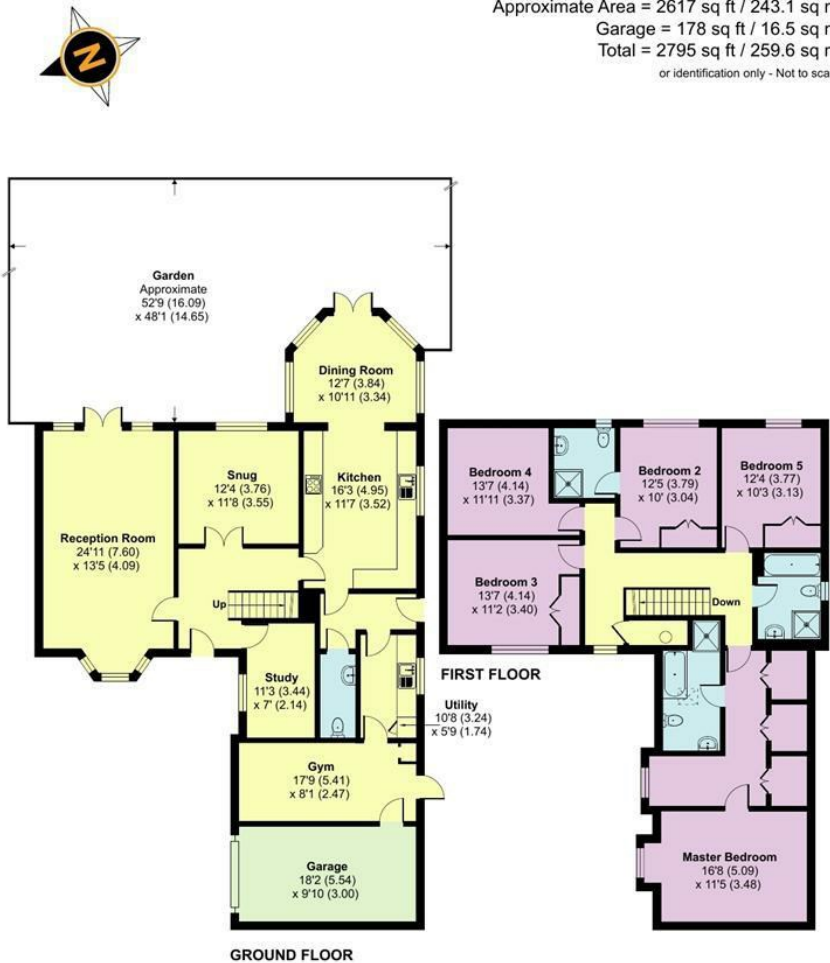 Approximate Area = 2617 sq ft / 243.1 sq
Garage = 178 sq ft / 16.5 sq
Total = 2795 sq ft / 259.6 sq
or identification only - Not to sca
N
Garden
Approximate
52'9 (16.09)
x 48'1 (14.65)
Dining Room
12'7 (3.84)
x 10'11 (3.34)
Snug
12'4 (3.76)
x 11'8 (3.55)
Kitchen
16'3 (4.95)
x 11'7 (3.52)
Reception Room
24'11 (7.60)
x 13'5 (4.09)
Up
Study
11'3 (3.44)
x 7' (2.14)
Utility
10'8 (3.24)
x 5'9 (1.74)
Gym
17'9 (5.41)
x 8'1 (2.47)
Garage
18'2 (5.54)
x 9'10 (3.00)
GROUND FLOOR
Bedroom 4
13'7 (4.14)
x 11'11 (3.37)
Bedroom 2
12'5 (3.79)
x 10' (3.04)
Bedroom 5
12'4 (3.77)
x 10'3 (3.13)
Bedroom 3
13'7 (4.14)
x 11'2 (3.40)
Down
FIRST FLOOR
Master Bedroom
16'8 (5.09)
x 11'5 (3.48)